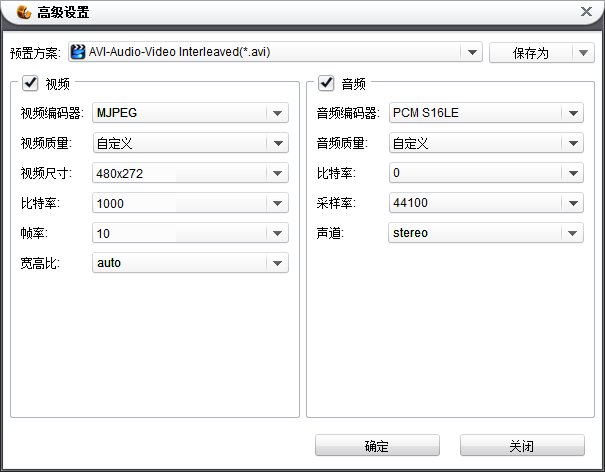 高级设置
预置方案: AVI-Audio-Video Interleaved(*.avi) 保存为
视频
视频编码器: MJPEG
视频质量: 自定义
视频尺寸: 480x272
比特率: 1000
帧率: 10
宽高比: auto
音频
音频编码器: PCM S16LE
音频质量: 自定义
比特率: 0
采样率: 44100
声道: stereo
确定 关闭